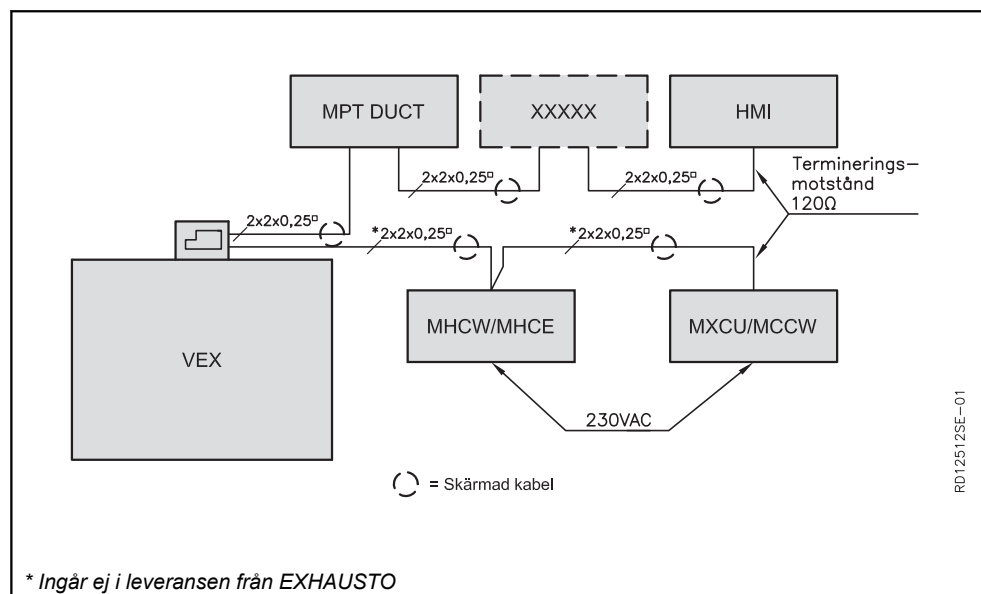 MPT DUCT
XXXXX
HMI
2x2x0,25¤
2x2x0,25¤
Terminerings-
motstånd
120Ω
2x2x0,25¤
*2x2x0,25¤
*2x2x0,25¤
MHCW/MHCE
MXCU/MCCW
VEX
230VAC
= Skärmad kabel
RD12512SE-01
* Ingår ej i leveransen från EXHAUSTO